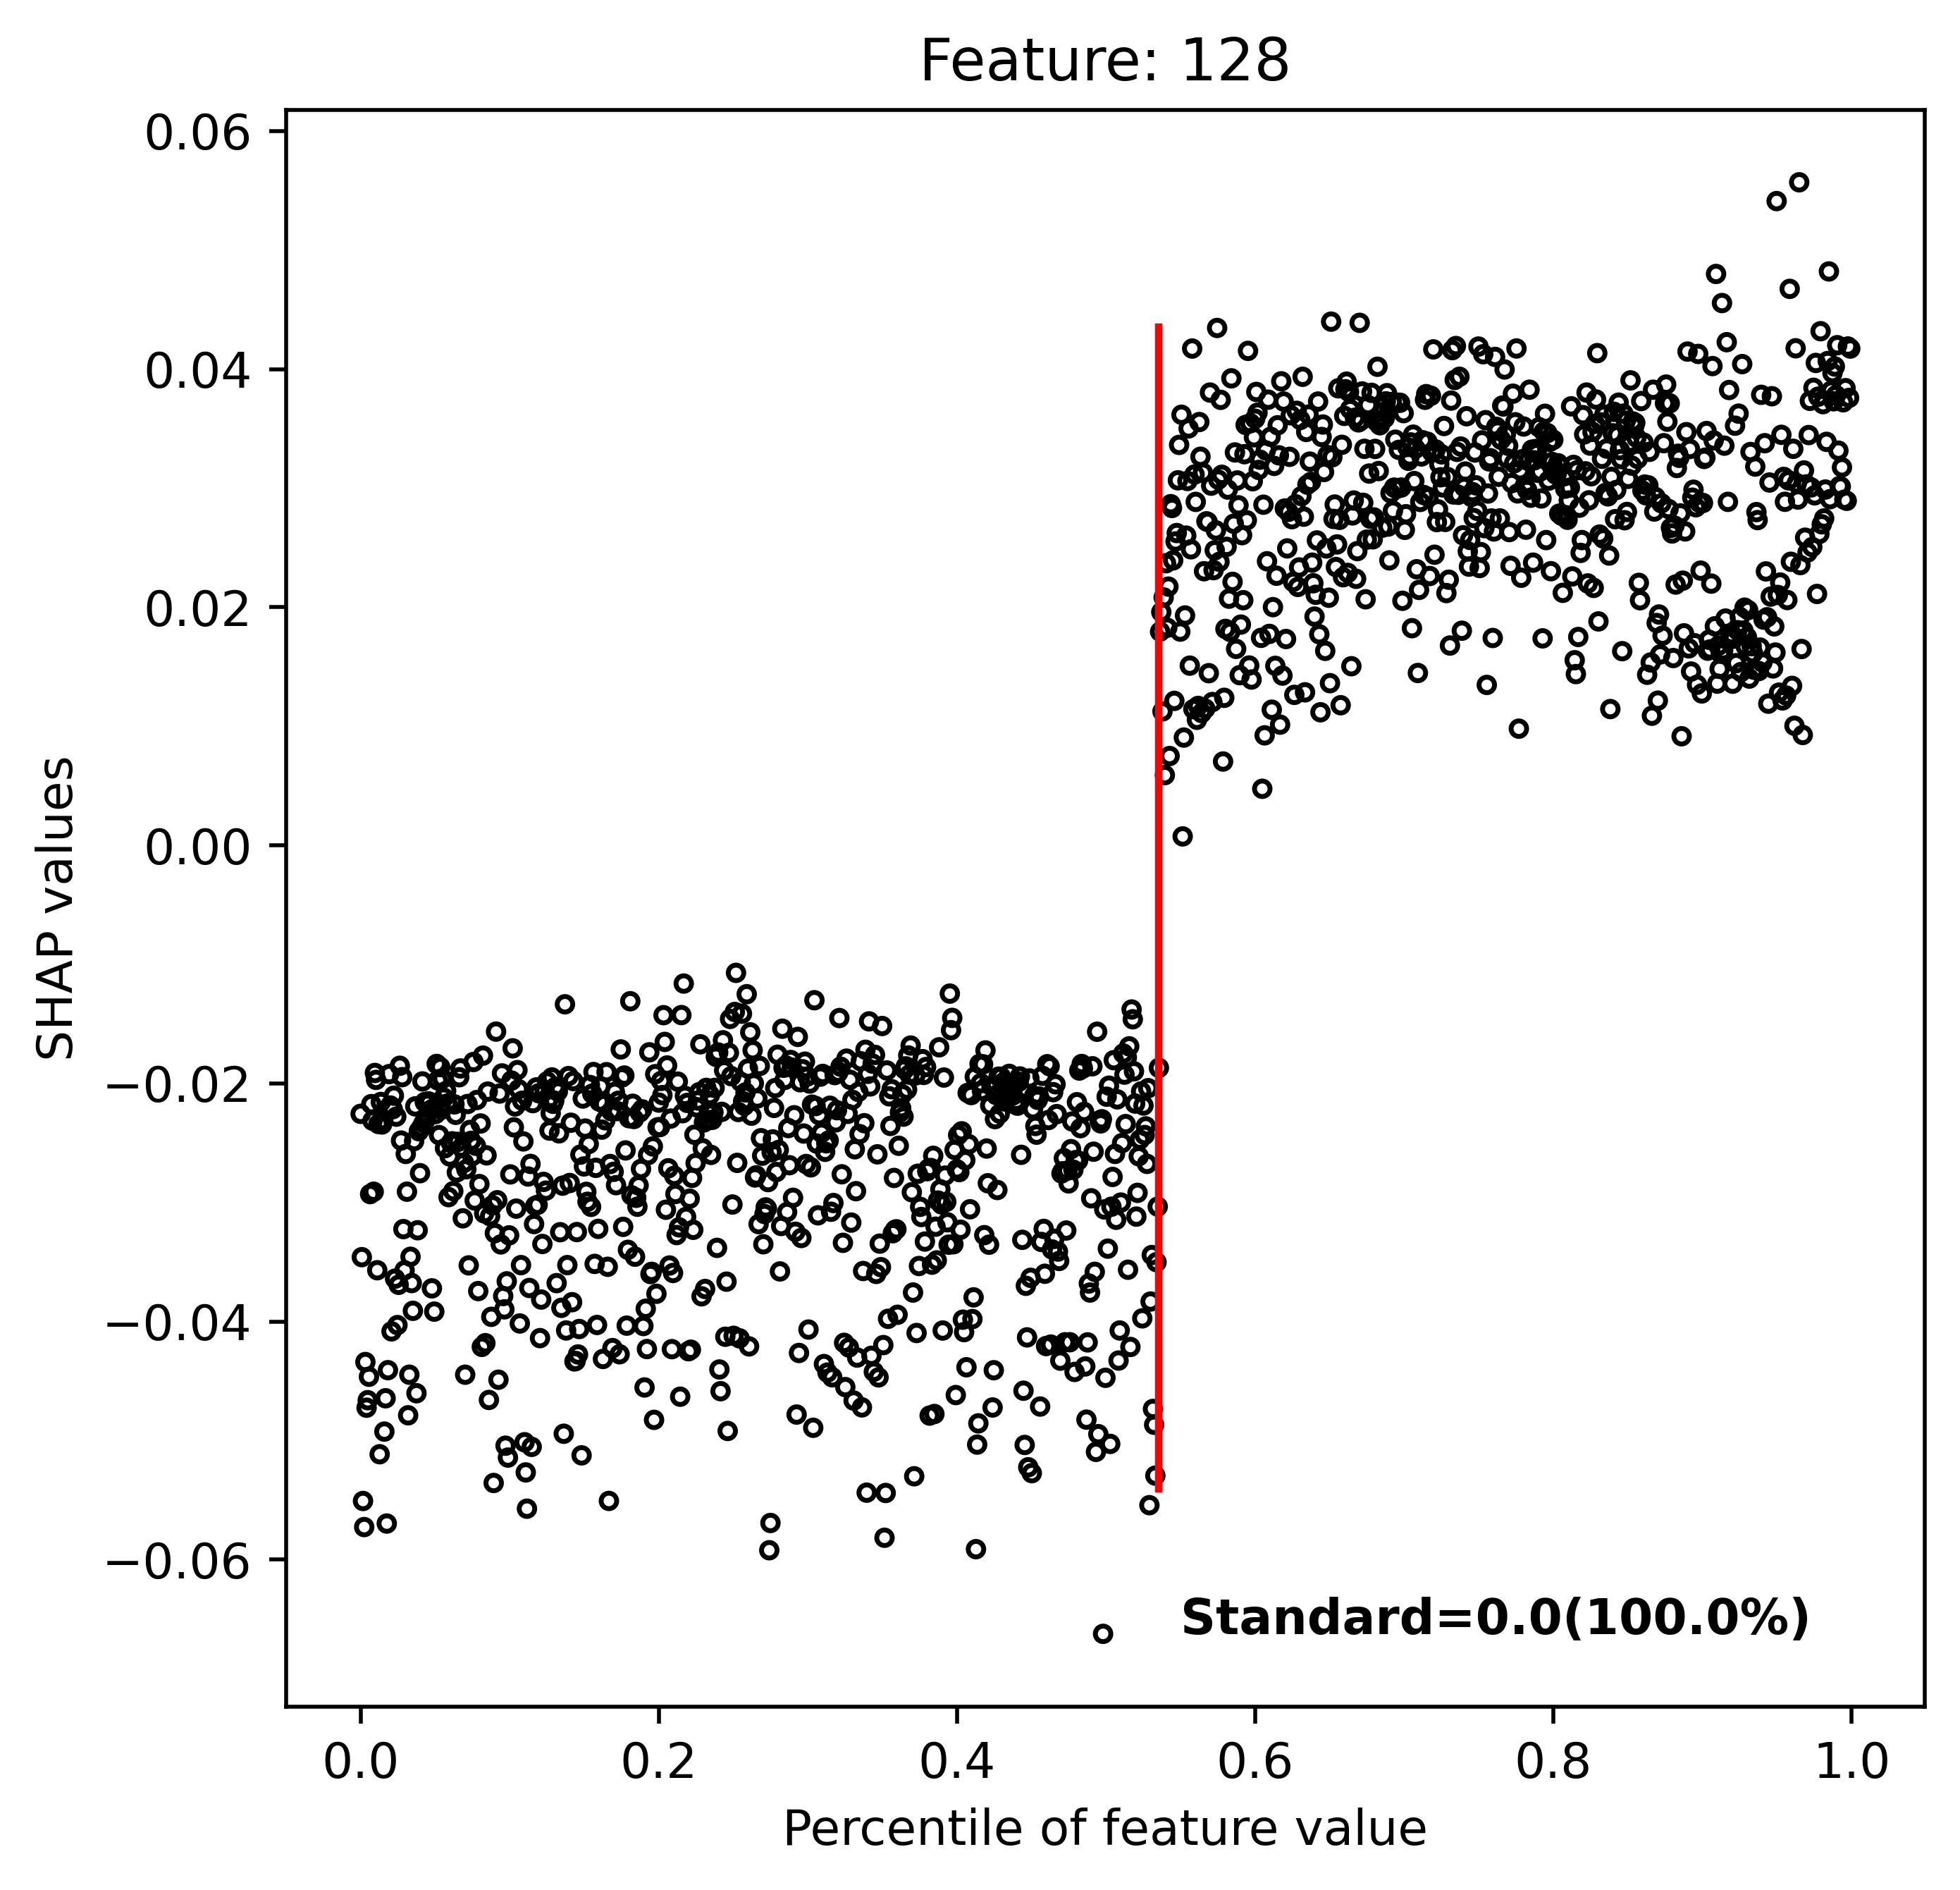 Feature: 128
0.06
0.04
0.02
0.00
−0.02
−0.04
−0.06
SHAP values
Standard=0.0(100.0%)
0.0 0.2 0.4 0.6 0.8 1.0
Percentile of feature value